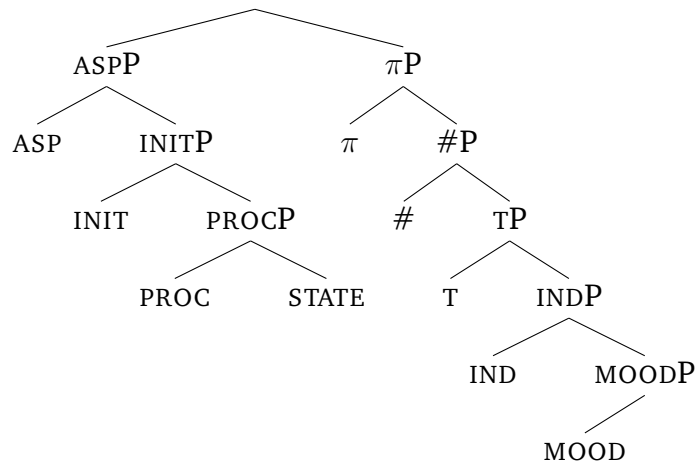 ASPP πP
ASP INITP π #P
INIT PROCP # TP
PROC STATE T INDP
IND MOODP
MOOD